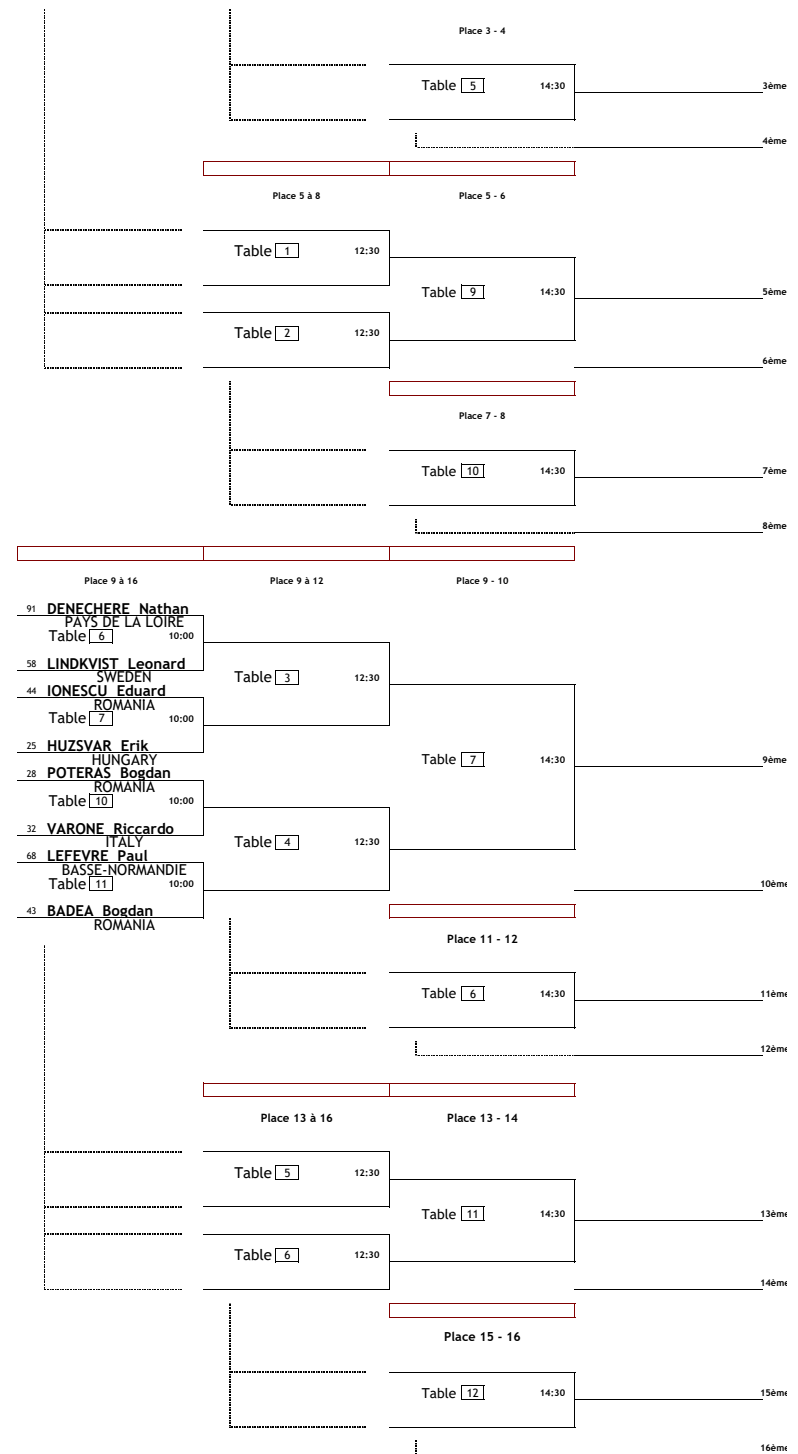 Place 3 - 4
Table 5 14:30 3ème
4ème
Place 5 à 8 Place 5 - 6
Table 1 12:30
Table 9 14:30 5ème
Table 2 12:30
6ème
Place 7 - 8
Table 10 14:30 7ème
8ème
Place 9 à 16 Place 9 à 12 Place 9 - 10
91 DENECHERE Nathan
PAYS DE LA LOIRE
Table 6 10:00
58 LINDKVIST Leonard
SWEDEN
Table 3 12:30
44 IONESCU Eduard
ROMANIA
Table 7 10:00
25 HUZSVAR Erik
HUNGARY
Table 7 14:30 9ème
28 POTERAS Bogdan
ROMANIA
Table 10 10:00
32 VARONE Riccardo
ITALY
Table 4 12:30
68 LEFEVRE Paul
BASSE-NORMANDIE
Table 11 10:00
10ème
43 BADEA Bogdan
ROMANIA
Place 11 - 12
Table 6 14:30 11ème
12ème
Place 13 à 16 Place 13 - 14
Table 5 12:30
Table 11 14:30 13ème
Table 6 12:30
14ème
Place 15 - 16
Table 12 14:30 15ème
16ème